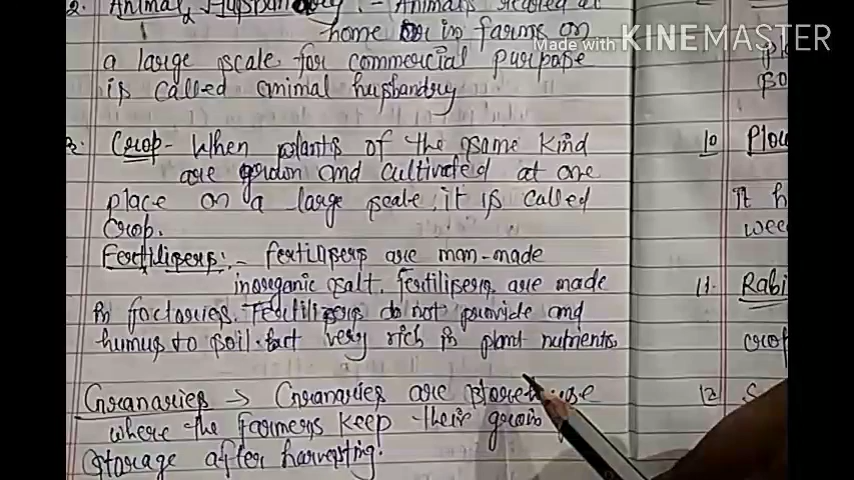 2. Animal Husbandry :- Animals reared at
home or in farms on
a large scale for commercial purpose
is called animal husbandry
Made with KINEMASTER
3. Crop - When plants of the same kind
are grown and cultivated at one
place on a large scale, it is called
Crop.
Fertilisers :- Fertilisers are man-made
inorganic salt. Fertilisers are made
in factories. Fertilisers do not provide and
humus to soil. but very rich in plant nutrients.
Granaries → Granaries are
where the farmers keep their grain
storage after harvesting.
10 Plou
It h
wee
11. Rabi
crop
12